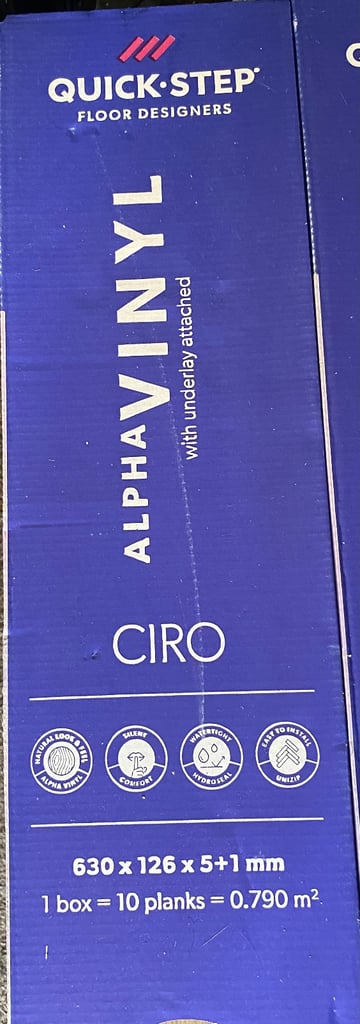 QUICK·STEP®
FLOOR DESIGNERS
ALPHAVINYL
with underlay attached
CIRO
NATURAL LOOK & FEEL
ALPHA VINYL
SILENT
COMFORT
WATERTIGHT
HYDROSEAL
EASY TO INSTALL
UNIZIP
630 x 126 x 5+1 mm
1 box = 10 planks = 0.790 m²